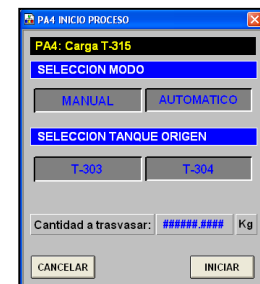 PA4 INICIO PROCESO
PA4: Carga T-315
SELECCION MODO
MANUAL AUTOMATICO
SELECCION TANQUE ORIGEN
T-303 T-304
Cantidad a trasvasar: ######.#### Kg
CANCELAR INICIAR